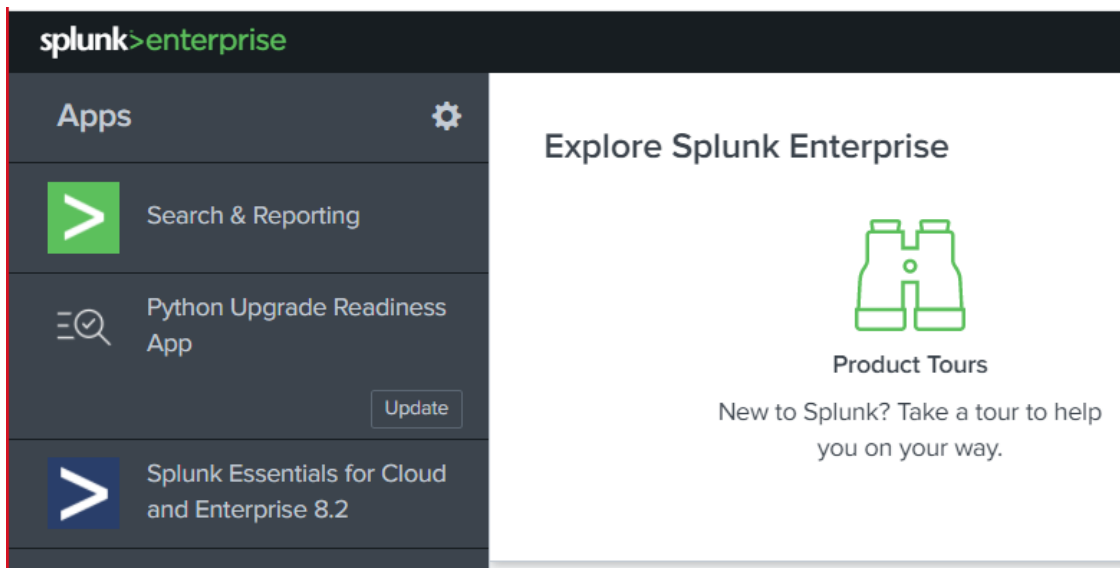 splunk>enterprise
Apps
Search & Reporting
Python Upgrade Readiness
App
Update
Splunk Essentials for Cloud
and Enterprise 8.2
Explore Splunk Enterprise
Product Tours
New to Splunk? Take a tour to help
you on your way.